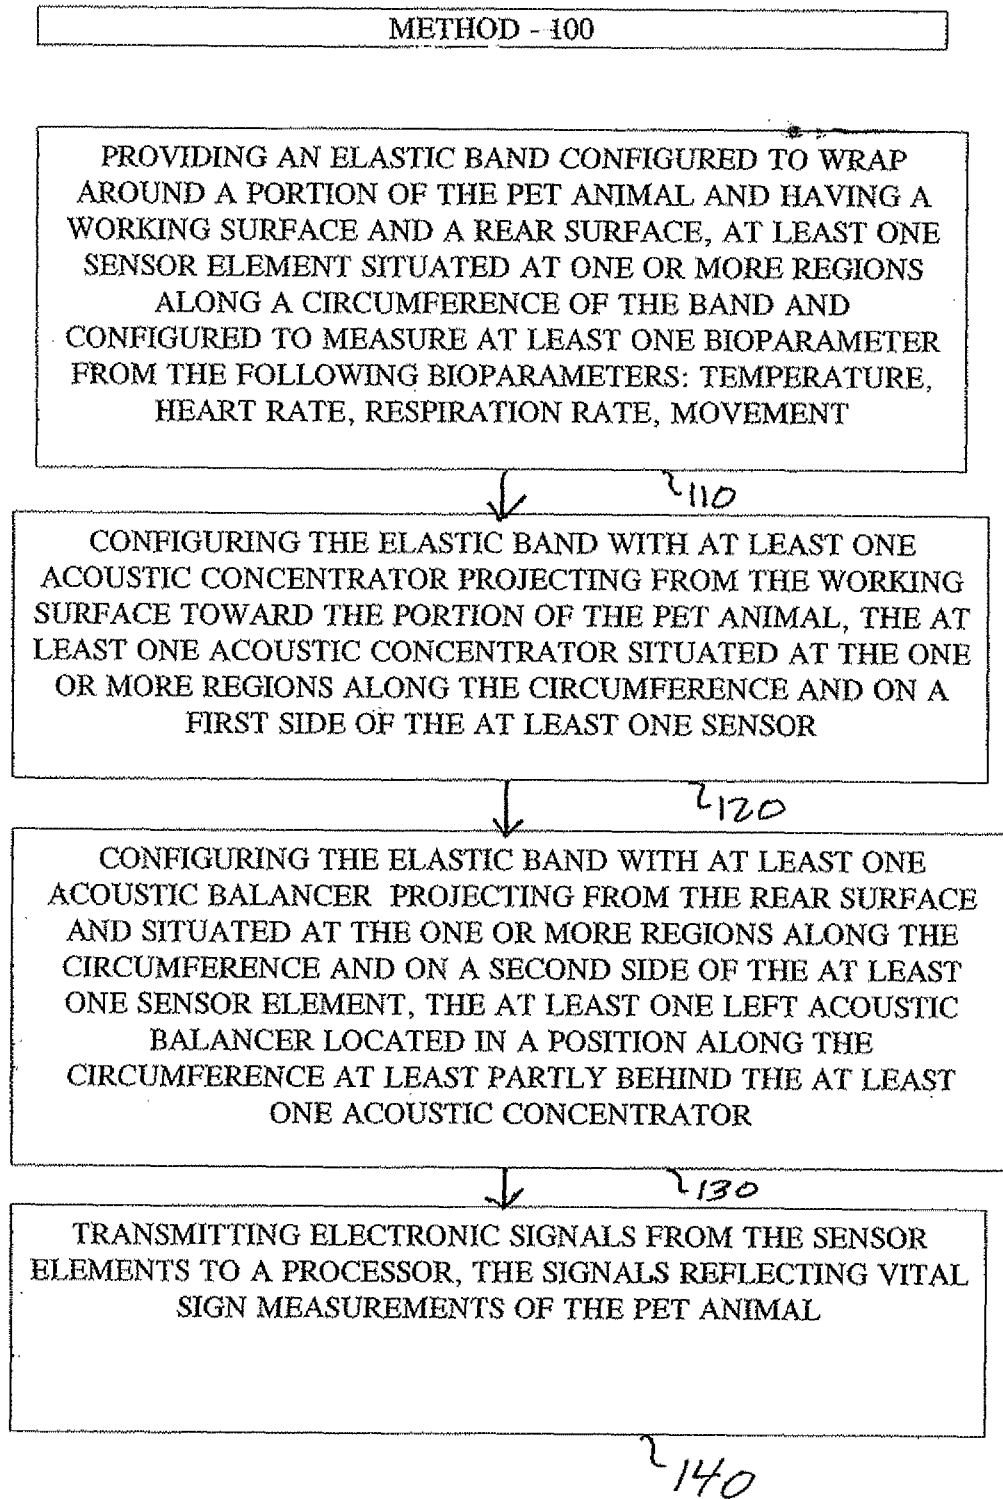 METHOD - 100
PROVIDING AN ELASTIC BAND CONFIGURED TO WRAP
AROUND A PORTION OF THE PET ANIMAL AND HAVING A
WORKING SURFACE AND A REAR SURFACE, AT LEAST ONE
SENSOR ELEMENT SITUATED AT ONE OR MORE REGIONS
ALONG A CIRCUMFERENCE OF THE BAND AND
CONFIGURED TO MEASURE AT LEAST ONE BIOPARAMETER
FROM THE FOLLOWING BIOPARAMETERS: TEMPERATURE,
HEART RATE, RESPIRATION RATE, MOVEMENT
110
CONFIGURING THE ELASTIC BAND WITH AT LEAST ONE
ACOUSTIC CONCENTRATOR PROJECTING FROM THE WORKING
SURFACE TOWARD THE PORTION OF THE PET ANIMAL, THE AT
LEAST ONE ACOUSTIC CONCENTRATOR SITUATED AT THE ONE
OR MORE REGIONS ALONG THE CIRCUMFERENCE AND ON A
FIRST SIDE OF THE AT LEAST ONE SENSOR
120
CONFIGURING THE ELASTIC BAND WITH AT LEAST ONE
ACOUSTIC BALANCER PROJECTING FROM THE REAR SURFACE
AND SITUATED AT THE ONE OR MORE REGIONS ALONG THE
CIRCUMFERENCE AND ON A SECOND SIDE OF THE AT LEAST
ONE SENSOR ELEMENT, THE AT LEAST ONE LEFT ACOUSTIC
BALANCER LOCATED IN A POSITION ALONG THE
CIRCUMFERENCE AT LEAST PARTLY BEHIND THE AT LEAST
ONE ACOUSTIC CONCENTRATOR
130
TRANSMITTING ELECTRONIC SIGNALS FROM THE SENSOR
ELEMENTS TO A PROCESSOR, THE SIGNALS REFLECTING VITAL
SIGN MEASUREMENTS OF THE PET ANIMAL
140